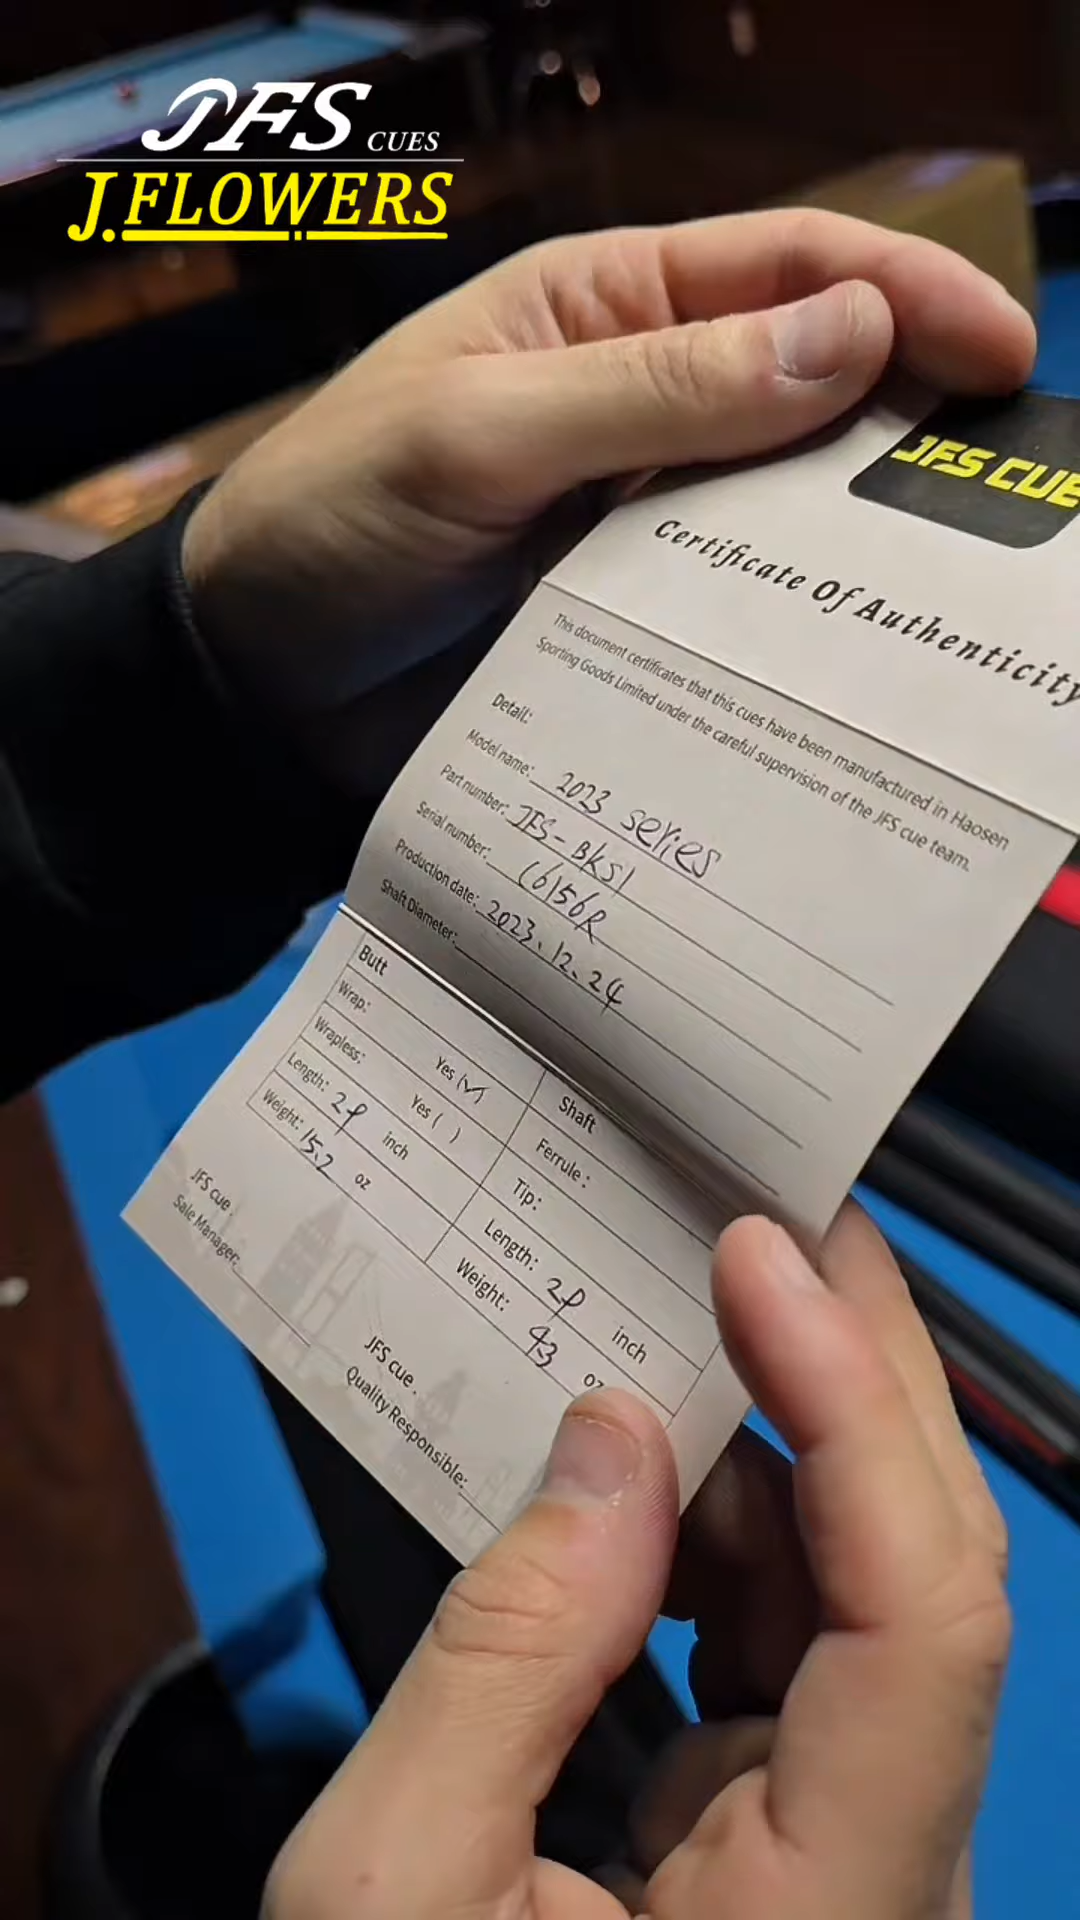 JFS CUES
J.FLOWERS
JFS CUE
Certificate Of Authenticity
This document certificates that this cues have been manufactured in Haosen
Sporting Goods Limited under the careful supervision of the JFS cue team.
Detail:
Model name: 2023 series
Part number: JFS-BKS1
Serial number: (6156R
Production date: 2023.12.24
Shaft Diameter:
Butt Shaft
Wrap: Yes (✓) Ferrule :
Wrapless: Yes ( ) Tip:
Length: 29 inch Length: 29 inch
Weight: 15.2 oz Weight: 4.3 oz
JFS cue .
Sale Manager:
JFS cue .
Quality Responsible: